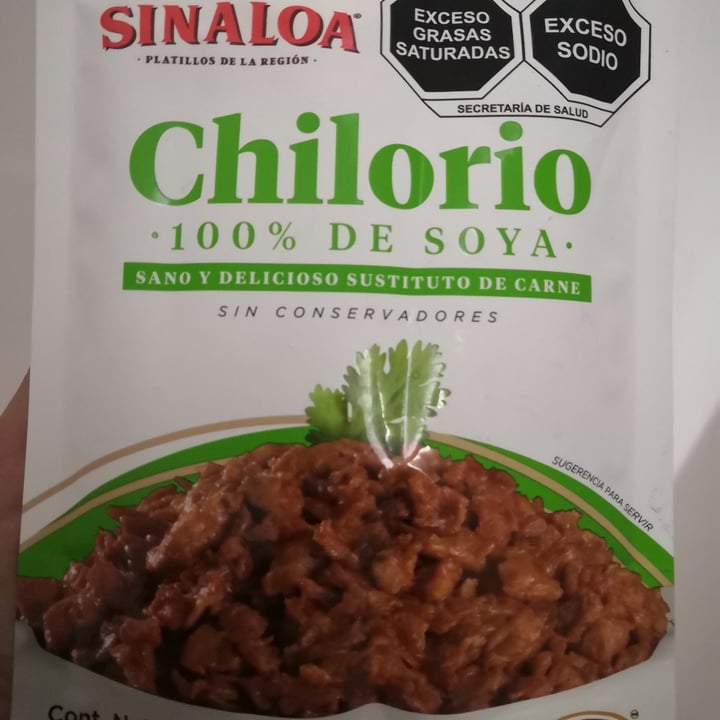 SINALOA®
· PLATILLOS DE LA REGIÓN ·
EXCESO
GRASAS
SATURADAS
EXCESO
SODIO
SECRETARÍA DE SALUD
Chilorio
·100% DE SOYA·
SANO Y DELICIOSO SUSTITUTO DE CARNE
SIN CONSERVADORES
SUGERENCIA PARA SERVIR
Cont.
®